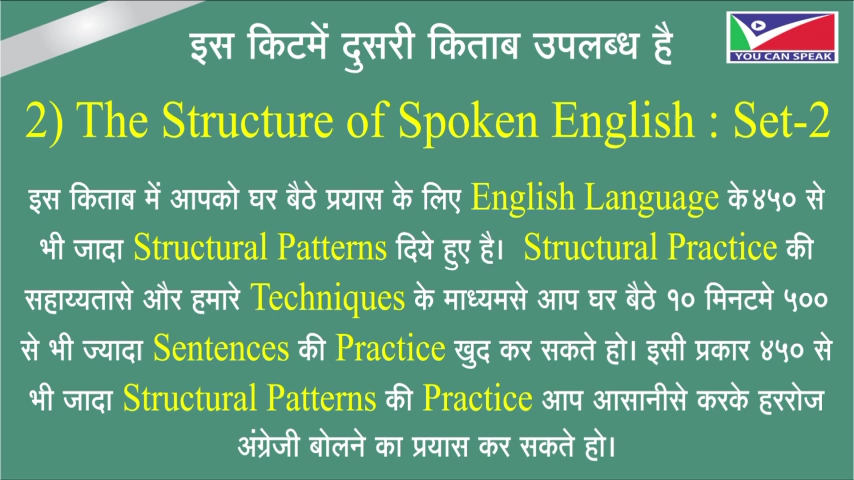 इस किटमें दुसरी किताब उपलब्ध है
YOU CAN SPEAK
2) The Structure of Spoken English : Set-2
इस किताब में आपको घर बैठे प्रयास के लिए English Language के ४५० से
भी जादा Structural Patterns दिये हुए है। Structural Practice की
सहाय्यतासे और हमारे Techniques के माध्यमसे आप घर बैठे १० मिनटमे ५००
से भी ज्यादा Sentences की Practice खुद कर सकते हो। इसी प्रकार ४५० से
भी जादा Structural Patterns की Practice आप आसानीसे करके हररोज
अंग्रेजी बोलने का प्रयास कर सकते हो।